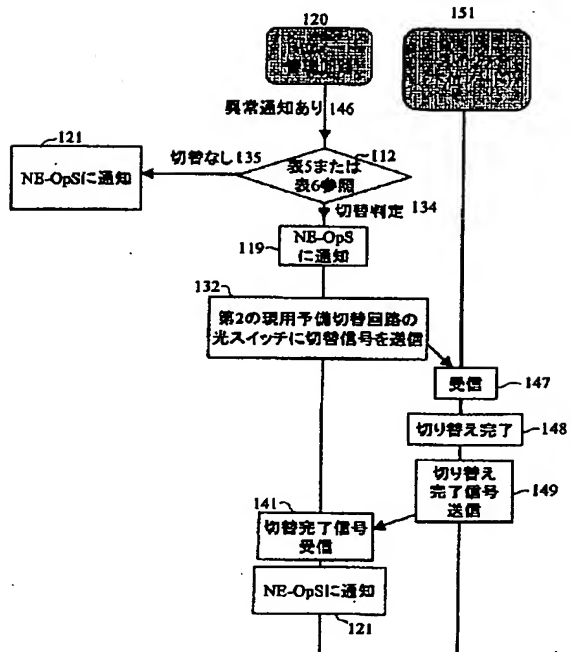 120
151
異常通知あり 146
121
NE-OpSに通知
切替なし 135
112
表5または
表6参照
切替判定 134
119
NE-OpS
に通知
132
第2の現用予備切替回路の
光スイッチに切替信号を送信
受信
147
切り替え完了
148
切り替え
完了信号
送信
149
141
切替完了信号
受信
NE-OpSに通知
121